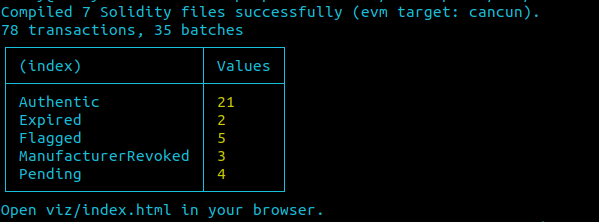 Compiled 7 Solidity files successfully (evm target: cancun).
78 transactions, 35 batches
(index) Values
Authentic 21
Expired 2
Flagged 5
ManufacturerRevoked 3
Pending 4
Open viz/index.html in your browser.